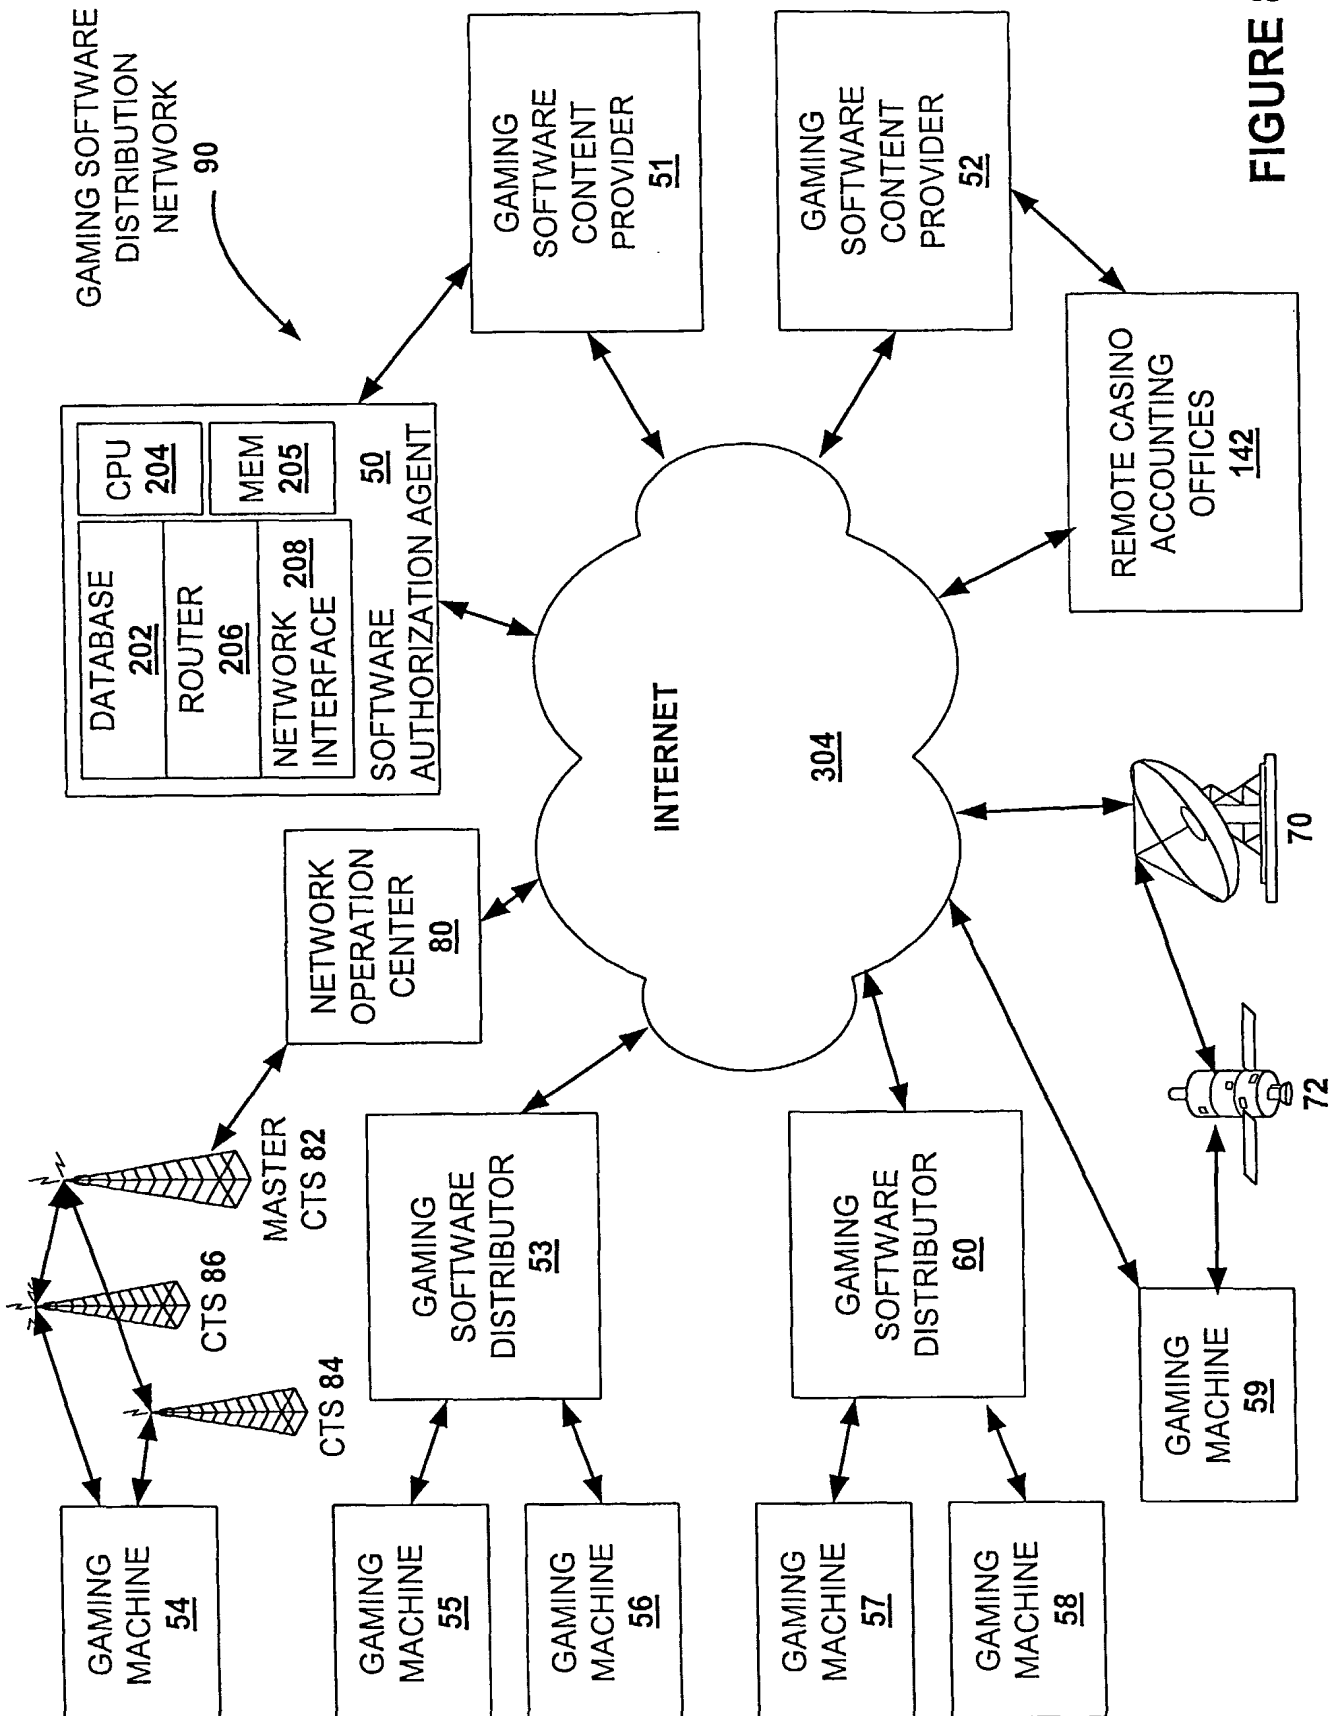 GAMING SOFTWARE
DISTRIBUTION
NETWORK
90
DATABASE
202
CPU
204
ROUTER
206
MEM
205
NETWORK
INTERFACE
208
SOFTWARE
AUTHORIZATION AGENT
50
GAMING
SOFTWARE
CONTENT
PROVIDER
51
GAMING
SOFTWARE
CONTENT
PROVIDER
52
REMOTE CASINO
ACCOUNTING
OFFICES
142
NETWORK
OPERATION
CENTER
80
INTERNET
304
MASTER
CTS 82
CTS 86
CTS 84
GAMING
SOFTWARE
DISTRIBUTOR
53
GAMING
SOFTWARE
DISTRIBUTOR
60
GAMING
MACHINE
54
GAMING
MACHINE
55
GAMING
MACHINE
56
GAMING
MACHINE
57
GAMING
MACHINE
58
GAMING
MACHINE
59
72
70
FIGURE